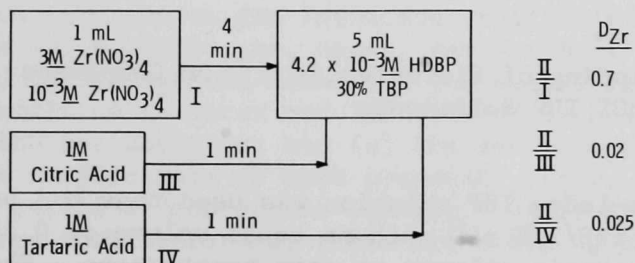 1 mL
3M Zr(NO3)4
10-3M Zr(NO3)4
I
4
min
5 mL
4.2 x 10-3M HDBP
30% TBP
DZr
II
I
0.7
1M
Citric Acid
III
1 min
II
III
0.02
1M
Tartaric Acid
IV
1 min
II
IV
0.025